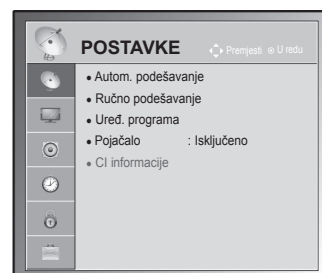 POSTAVKE Premjesti U redu
• Autom. podešavanje
• Ručno podešavanje
• Uređ. programa
• Pojačalo : Isključeno
• CI informacije